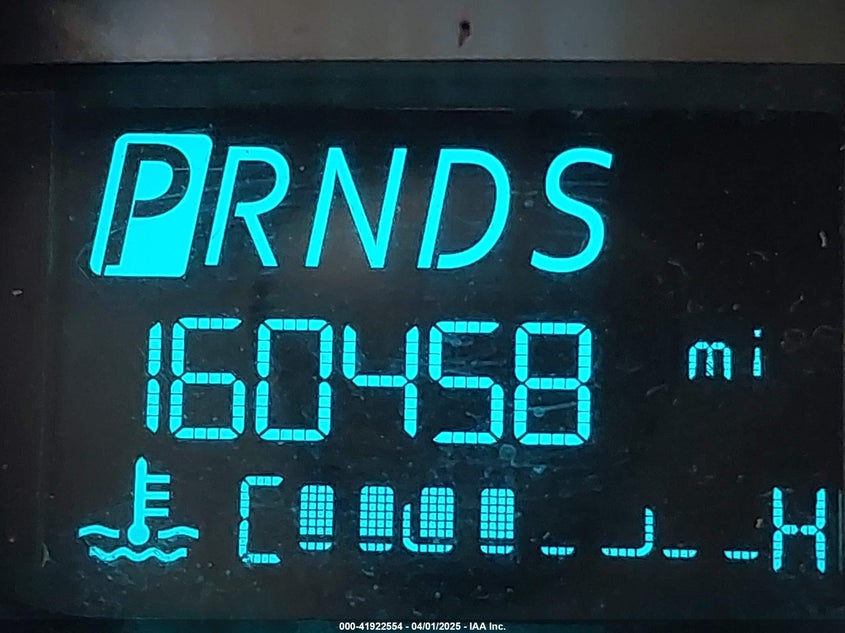 PRNDS
160458 mi
C H
000-41922554 - 04/01/2025 - IAA Inc.